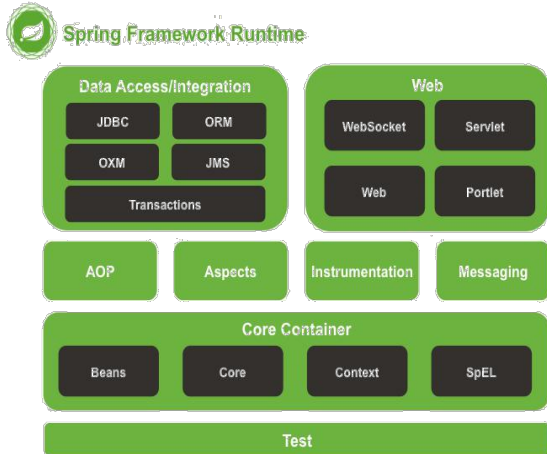 Spring Framework Runtime
Data Access/Integration
JDBC
ORM
OXM
JMS
Transactions
Web
WebSocket
Servlet
Web
Portlet
AOP
Aspects
Instrumentation
Messaging
Core Container
Beans
Core
Context
SpEL
Test